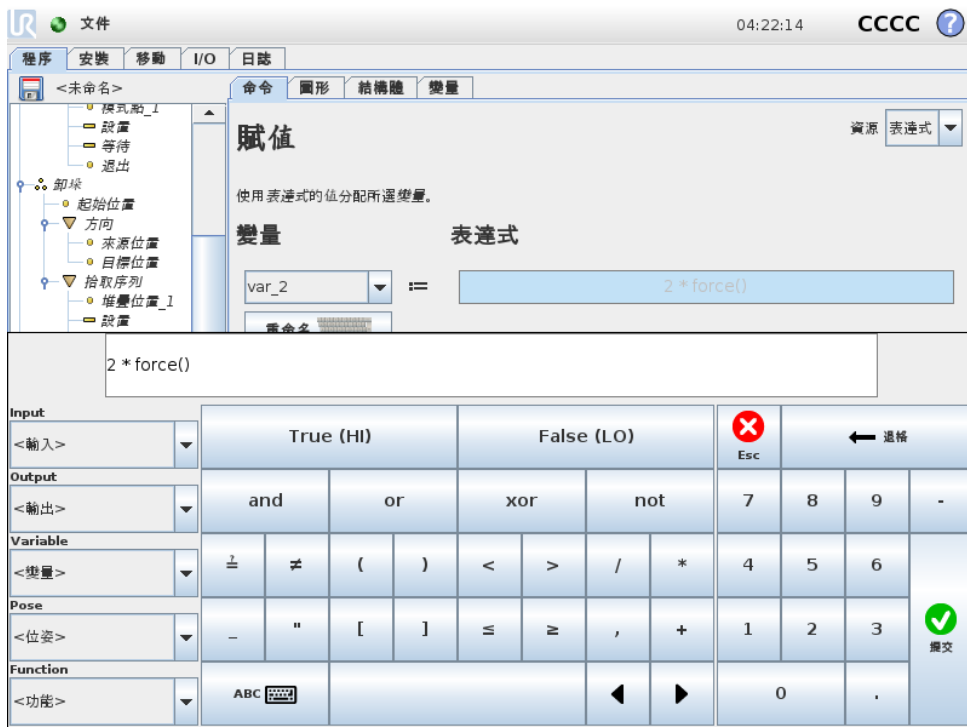 UR 文件 04:22:14 CCCC ?
程序 安裝 移動 I/O 日誌
<未命名>
命令 圖形 結構體 變量
模式點_1
設置
等待
退出
卸垛
起始位置
方向
來源位置
目標位置
拾取序列
堆疊位置_1
設置
賦值
資源 表達式
使用表達式的值分配所選變量。
變量 表達式
var_2 := 2 * force()
重命名
2 * force()
Input
<輸入>
Output
<輸出>
Variable
<變量>
Pose
<位姿>
Function
<功能>
True (HI) False (LO) Esc 退格
and or xor not 7 8 9 -
≟ ≠ ( ) < > / * 4 5 6
_ " [ ] ≤ ≥ , + 1 2 3 提交
ABC 0 .